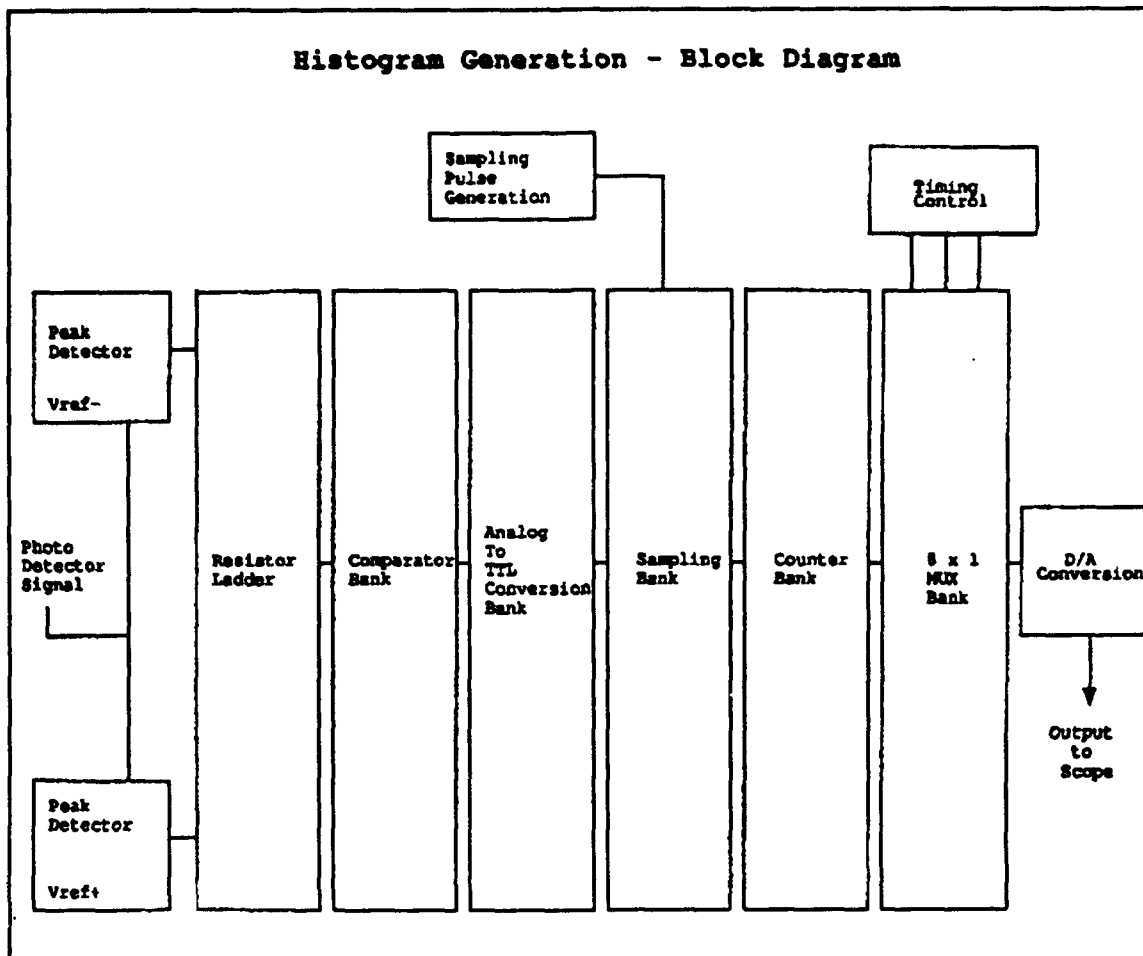 Histogram Generation - Block Diagram
Sampling
Pulse
Generation
Timing
Control
Peak
Detector
Vref-
Photo
Detector
Signal
Peak
Detector
Vref+
Resistor
Ladder
Comparator
Bank
Analog
To
TTL
Conversion
Bank
Sampling
Bank
Counter
Bank
8 x 1
MUX
Bank
D/A
Conversion
Output
to
Scope